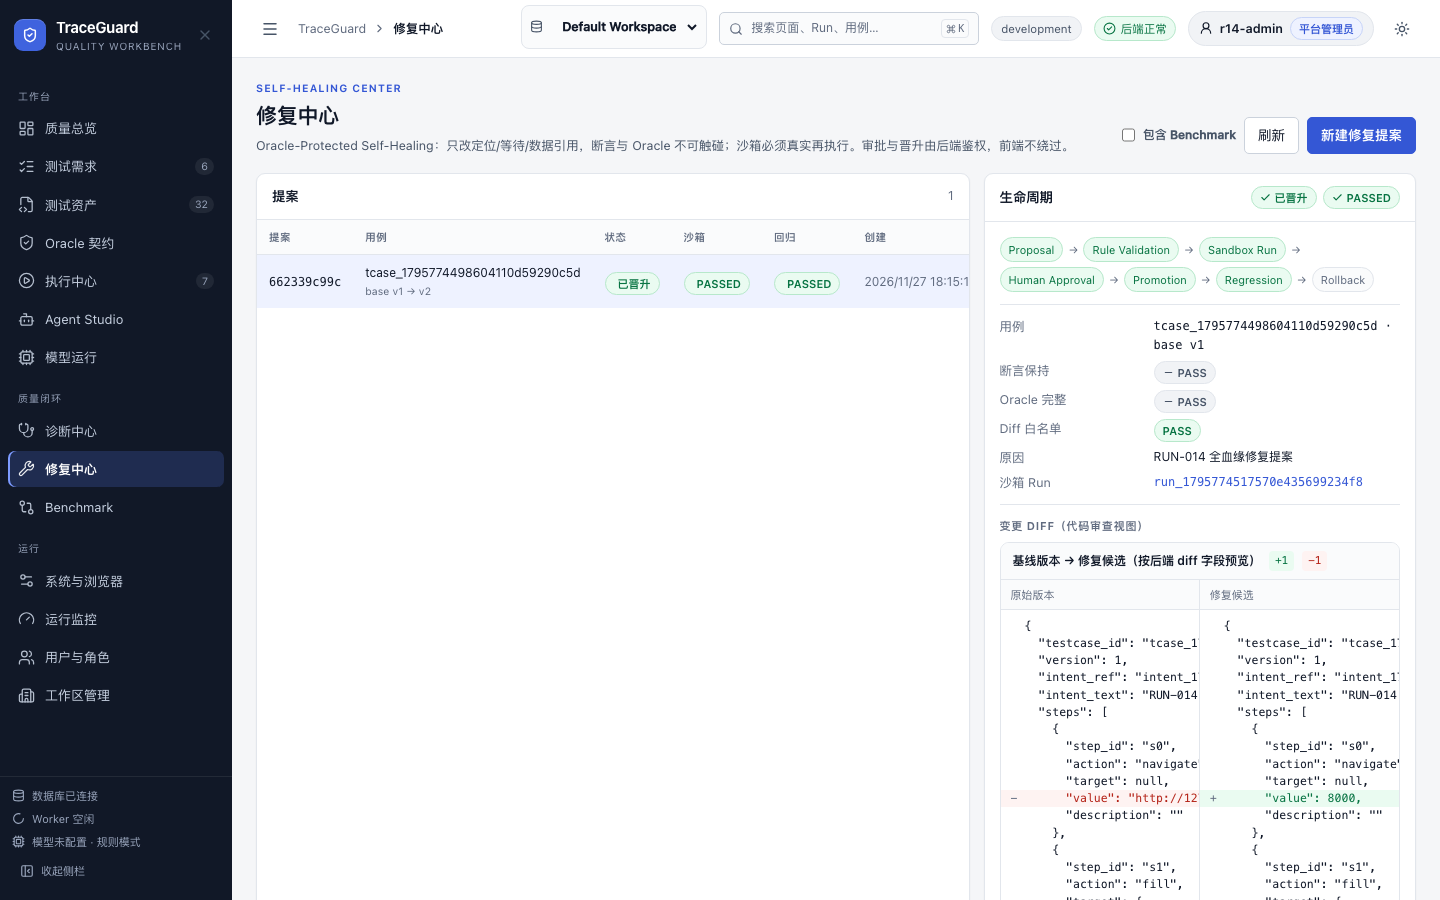 TraceGuard
QUALITY WORKBENCH
工作台
质量总览
测试需求 6
测试资产 32
Oracle 契约
执行中心 7
Agent Studio
模型运行
质量闭环
诊断中心
修复中心
Benchmark
运行
系统与浏览器
运行监控
用户与角色
工作区管理
数据库已连接
Worker 空闲
模型未配置 · 规则模式
收起侧栏
TraceGuard > 修复中心
Default Workspace
搜索页面、Run、用例... ⌘ K
development
后端正常
r14-admin 平台管理员
SELF-HEALING CENTER
修复中心
Oracle-Protected Self-Healing：只改定位/等待/数据引用，断言与 Oracle 不可触碰；沙箱必须真实再执行。审批与晋升由后端鉴权，前端不绕过。
包含 Benchmark
刷新
新建修复提案
提案 1
提案 用例 状态 沙箱 回归 创建
662339c99c tcase_1795774498604110d59290c5d 已晋升 PASSED PASSED 2026/11/27 18:15:1
base v1 → v2
生命周期 ✓ 已晋升 ✓ PASSED
Proposal → Rule Validation → Sandbox Run →
Human Approval → Promotion → Regression → Rollback
用例 tcase_1795774498604110d59290c5d ·
base v1
断言保持 — PASS
Oracle 完整 — PASS
Diff 白名单 PASS
原因 RUN-014 全血缘修复提案
沙箱 Run run_1795774517570e435699234f8
变更 DIFF（代码审查视图）
基线版本 → 修复候选（按后端 diff 字段预览） +1 −1
原始版本
{
"testcase_id": "tcase_1
"version": 1,
"intent_ref": "intent_1
"intent_text": "RUN-014
"steps": [
{
"step_id": "s0",
"action": "navigate"
"target": null,
− "value": "http://12
"description": ""
},
{
"step_id": "s1",
"action": "fill",
修复候选
{
"testcase_id": "tcase_1
"version": 1,
"intent_ref": "intent_1
"intent_text": "RUN-014
"steps": [
{
"step_id": "s0",
"action": "navigate"
"target": null,
+ "value": 8000,
"description": ""
},
{
"step_id": "s1",
"action": "fill",